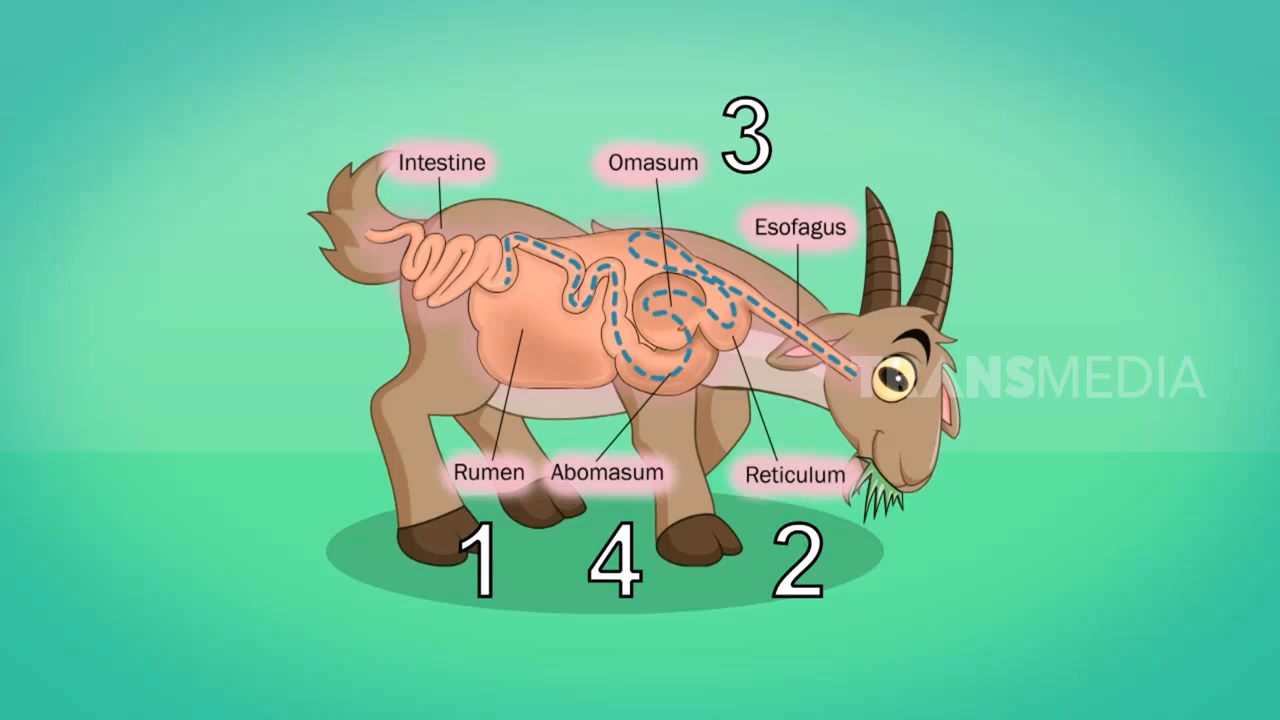 3
Intestine
Omasum
Esofagus
TRANSMEDIA
Rumen
Abomasum
Reticulum
1
4
2